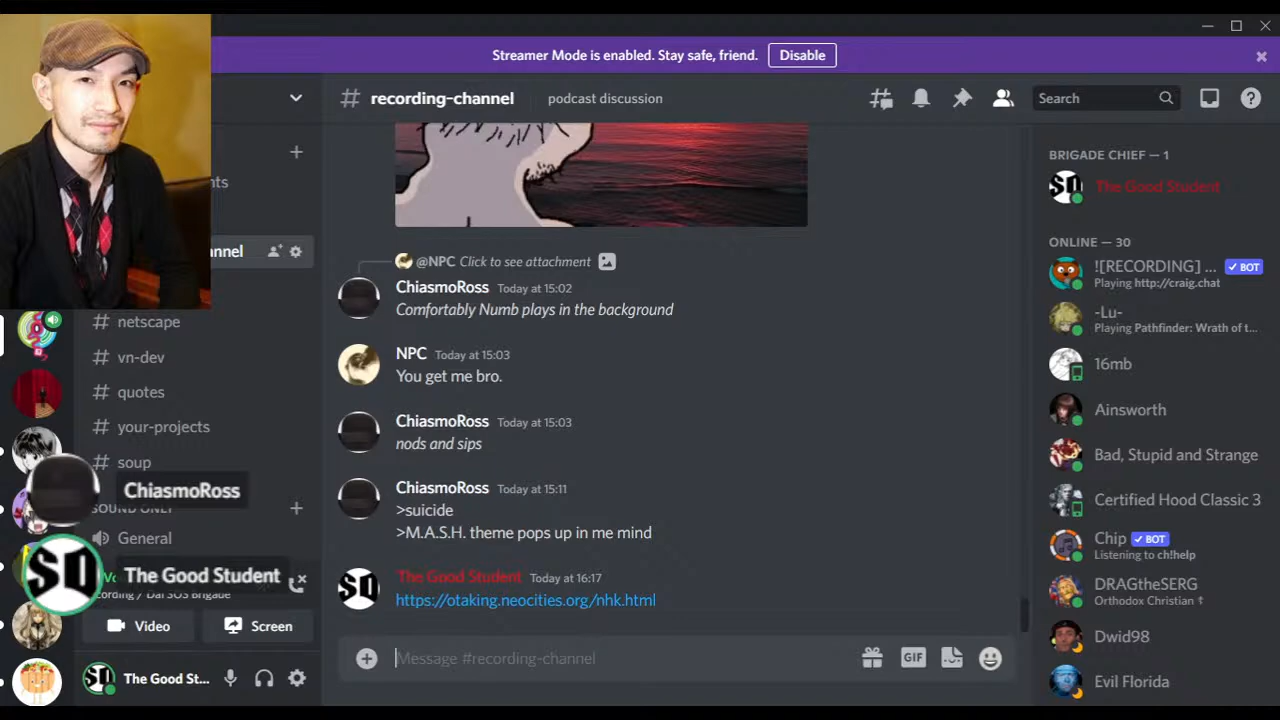 Streamer Mode is enabled. Stay safe, friend.
Disable
recording-channel
podcast discussion
Search
nts
nnel
netscape
vn-dev
quotes
your-projects
soup
General
ChiasmoRoss
The Good Student
Video
Screen
The Good St...
@NPC Click to see attachment
ChiasmoRoss Today at 15:02
Comfortably Numb plays in the background
NPC Today at 15:03
You get me bro.
ChiasmoRoss Today at 15:03
nods and sips
ChiasmoRoss Today at 15:11
>suicide
>M.A.S.H. theme pops up in me mind
The Good Student Today at 16:17
https://otaking.neocities.org/nhk.html
Message #recording-channel
GIF
BRIGADE CHIEF — 1
The Good Student
ONLINE — 30
![RECORDING] ... BOT
Playing http://craig.chat
-Lu-
Playing Pathfinder: Wrath of t...
16mb
Ainsworth
Bad, Stupid and Strange
Certified Hood Classic 3
Chip BOT
Listening to ch!help
DRAGtheSERG
Orthodox Christian ☦
Dwid98
Evil Florida